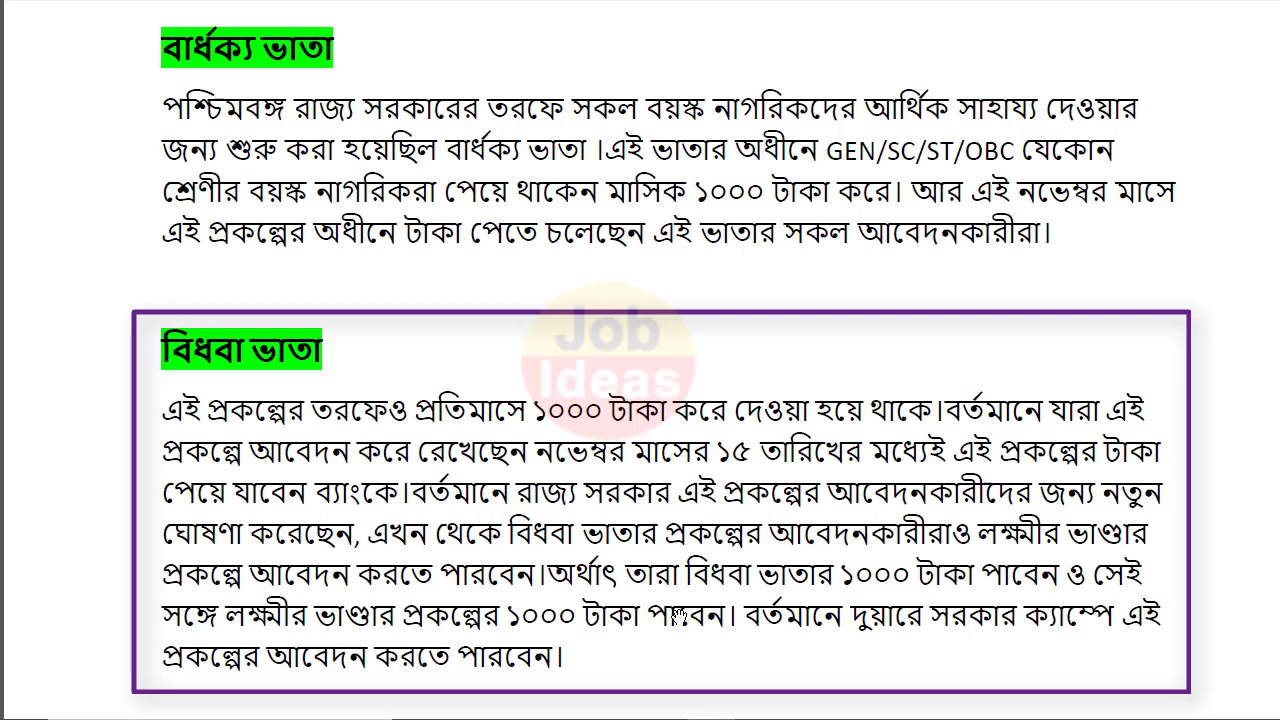 বার্ধক্য ভাতা
পশ্চিমবঙ্গ রাজ্য সরকারের তরফে সকল বয়স্ক নাগরিকদের আর্থিক সাহায্য দেওয়ার
জন্য শুরু করা হয়েছিল বার্ধক্য ভাতা ।এই ভাতার অধীনে GEN/SC/ST/OBC যেকোন
শ্রেণীর বয়স্ক নাগরিকরা পেয়ে থাকেন মাসিক ১০০০ টাকা করে। আর এই নভেম্বর মাসে
এই প্রকল্পের অধীনে টাকা পেতে চলেছেন এই ভাতার সকল আবেদনকারীরা।
Job
Ideas
বিধবা ভাতা
এই প্রকল্পের তরফেও প্রতিমাসে ১০০০ টাকা করে দেওয়া হয়ে থাকে।বর্তমানে যারা এই
প্রকল্পে আবেদন করে রেখেছেন নভেম্বর মাসের ১৫ তারিখের মধ্যেই এই প্রকল্পের টাকা
পেয়ে যাবেন ব্যাংকে।বর্তমানে রাজ্য সরকার এই প্রকল্পের আবেদনকারীদের জন্য নতুন
ঘোষণা করেছেন, এখন থেকে বিধবা ভাতার প্রকল্পের আবেদনকারীরাও লক্ষ্মীর ভাণ্ডার
প্রকল্পে আবেদন করতে পারবেন।অর্থাৎ তারা বিধবা ভাতার ১০০০ টাকা পাবেন ও সেই
সঙ্গে লক্ষ্মীর ভাণ্ডার প্রকল্পের ১০০০ টাকা পাবেন। বর্তমানে দুয়ারে সরকার ক্যাম্পে এই
প্রকল্পের আবেদন করতে পারবেন।